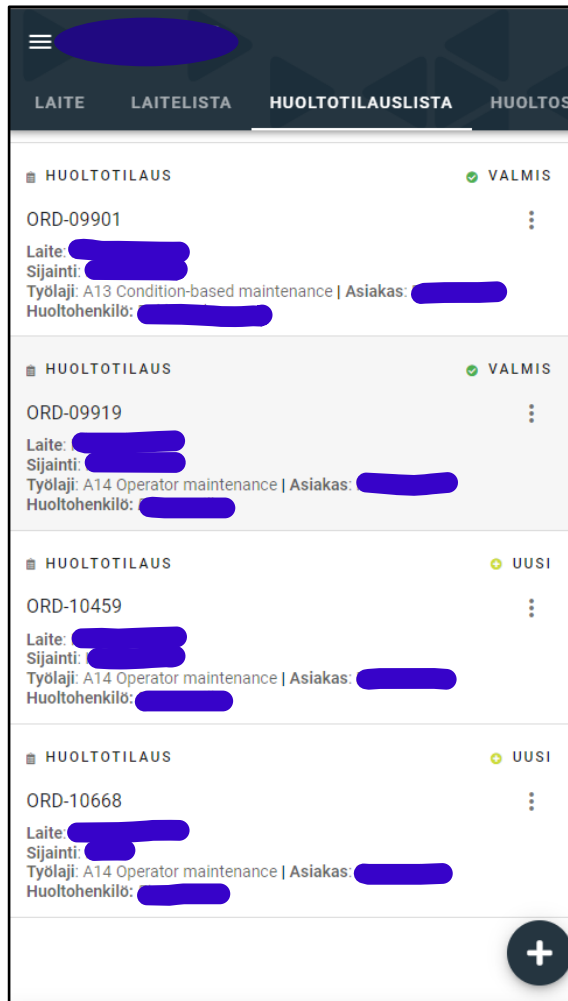 LAITE LAITELISTA HUOLTOTILAUSLISTA HUOLTOS
HUOLTOTILAUS VALMIS
ORD-09901
Laite:
Sijainti:
Työlaji: A13 Condition-based maintenance | Asiakas:
Huoltohenkilö:
HUOLTOTILAUS VALMIS
ORD-09919
Laite:
Sijainti:
Työlaji: A14 Operator maintenance | Asiakas:
Huoltohenkilö:
HUOLTOTILAUS UUSI
ORD-10459
Laite:
Sijainti:
Työlaji: A14 Operator maintenance | Asiakas:
Huoltohenkilö:
HUOLTOTILAUS UUSI
ORD-10668
Laite:
Sijainti:
Työlaji: A14 Operator maintenance | Asiakas:
Huoltohenkilö: